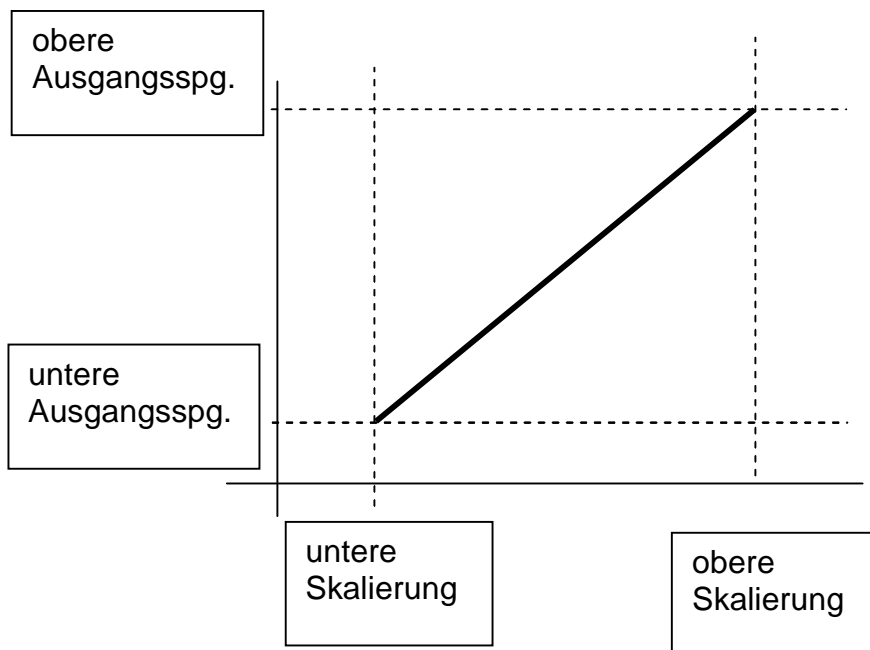 obere
Ausgangsspg.
untere
Ausgangsspg.
untere
Skalierung
obere
Skalierung